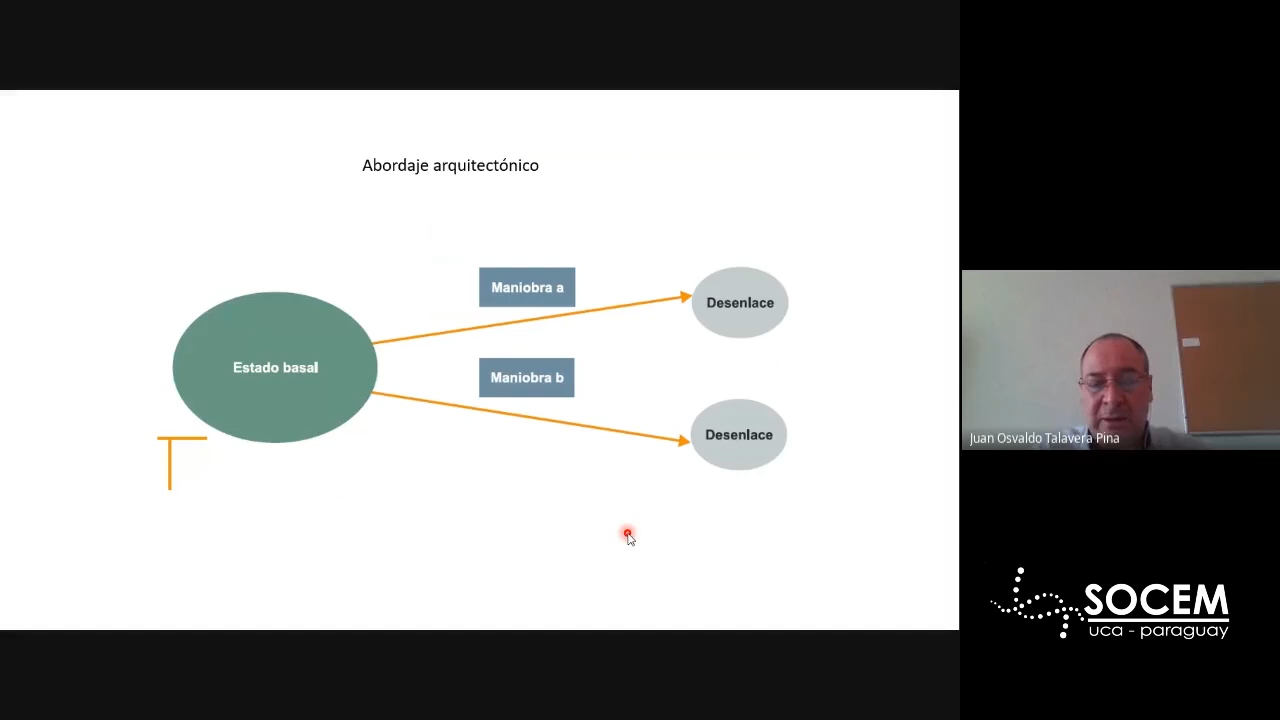 Abordaje arquitectónico
Maniobra a
Desenlace
Estado basal
Maniobra b
Desenlace
Juan Osvaldo Talavera Pina
SOCEM
uca - paraguay